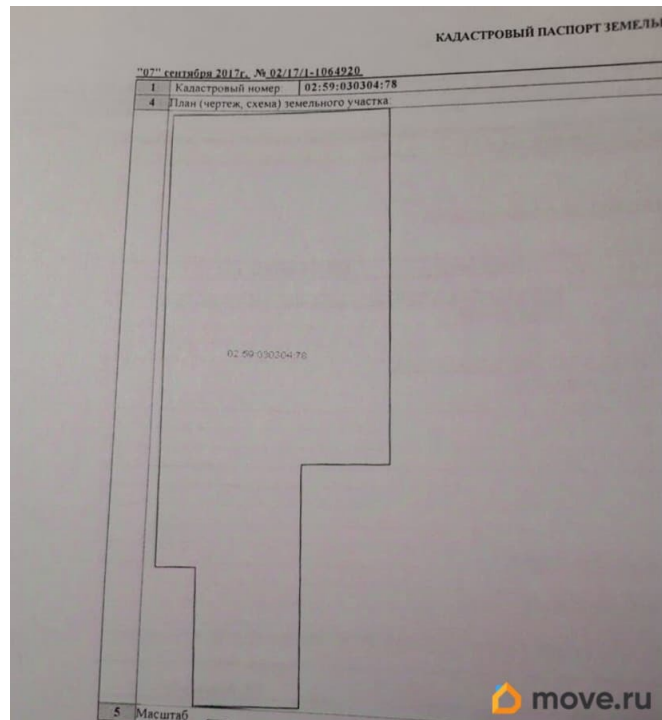 КАДАСТРОВЫЙ ПАСПОРТ ЗЕМЕЛЬ
"07" сентября 2017г. № 02/17/1-1064920
1 Кадастровый номер: 02:59:030304:78
4 План (чертеж, схема) земельного участка
02:59:030304:78
5 Масштаб
move.ru